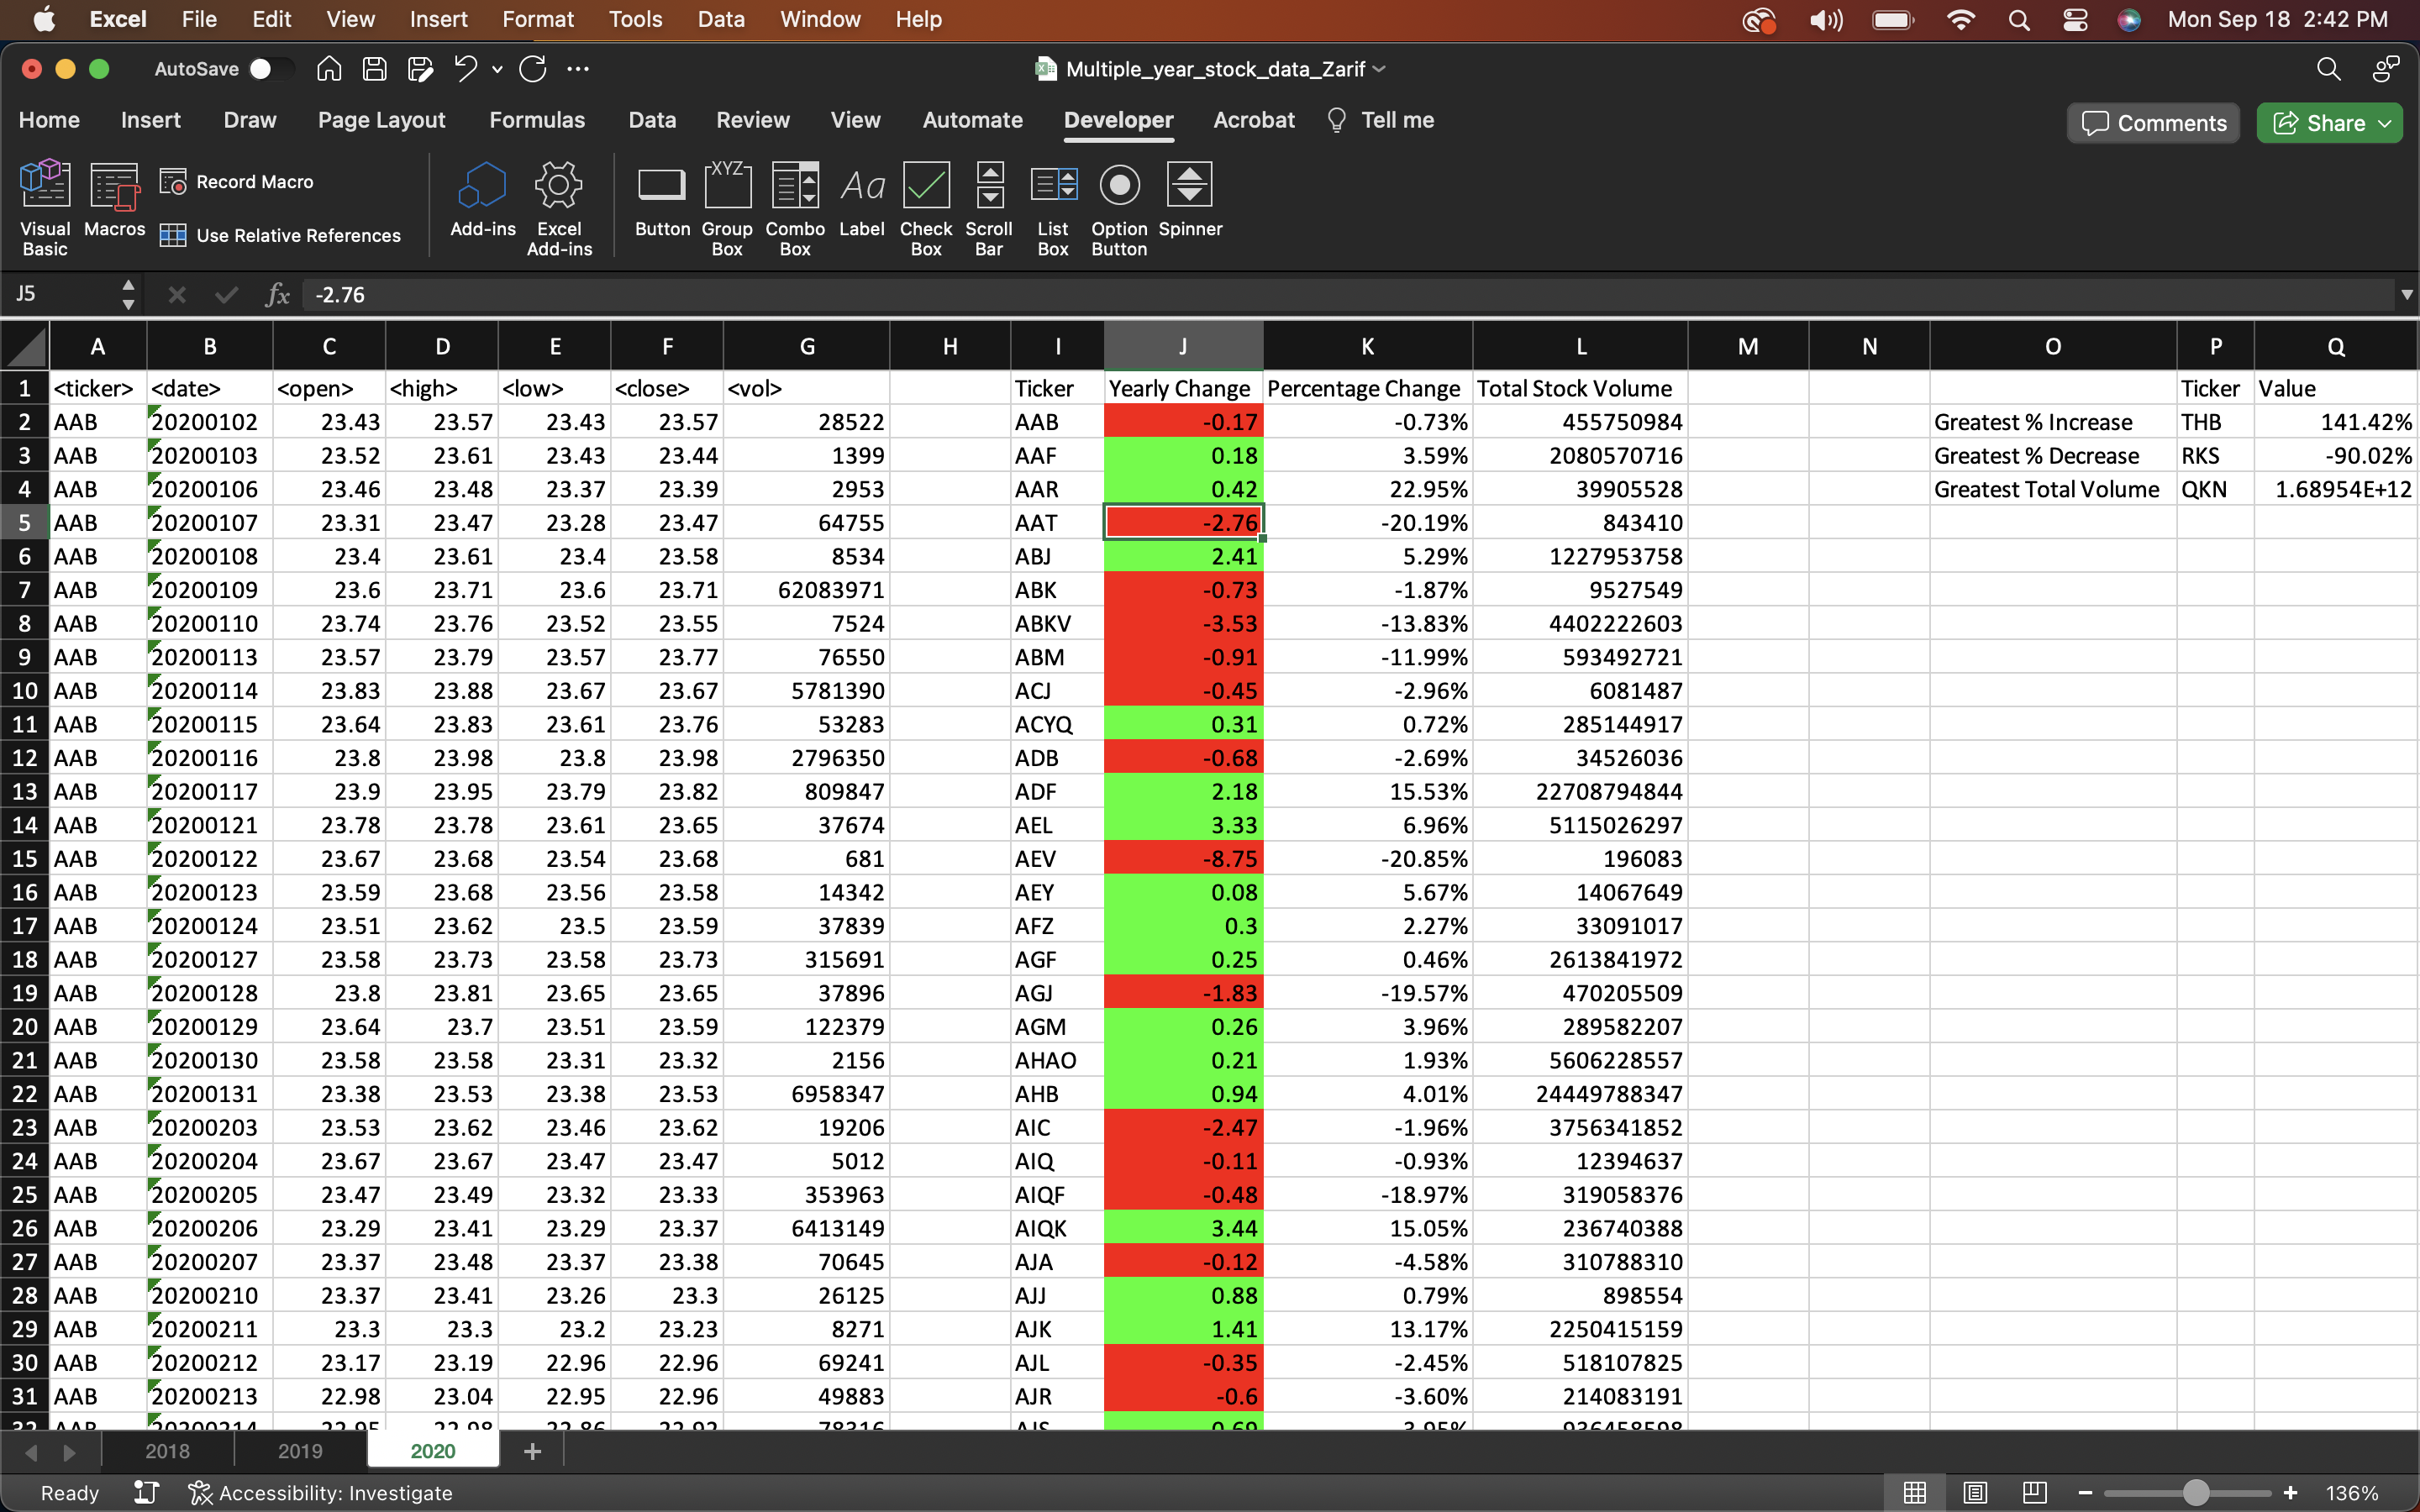 Excel File Edit View Insert Format Tools Data Window Help Mon Sep 18 2:42 PM
AutoSave Multiple_year_stock_data_Zarif
Home Insert Draw Page Layout Formulas Data Review View Automate Developer Acrobat Tell me Comments Share
Visual Basic Macros Record Macro Use Relative References Add-ins Excel Add-ins Button XYZ Group Box Combo Box Aa Label Check Box Scroll Bar List Box Option Button Spinner
J5 fx -2.76
A B C D E F G H I J K L M N O P Q
1 <ticker> <date> <open> <high> <low> <close> <vol> Ticker Yearly Change Percentage Change Total Stock Volume Ticker Value
2 AAB 20200102 23.43 23.57 23.43 23.57 28522 AAB -0.17 -0.73% 455750984 Greatest % Increase THB 141.42%
3 AAB 20200103 23.52 23.61 23.43 23.44 1399 AAF 0.18 3.59% 2080570716 Greatest % Decrease RKS -90.02%
4 AAB 20200106 23.46 23.48 23.37 23.39 2953 AAR 0.42 22.95% 39905528 Greatest Total Volume QKN 1.68954E+12
5 AAB 20200107 23.31 23.47 23.28 23.47 64755 AAT -2.76 -20.19% 843410
6 AAB 20200108 23.4 23.61 23.4 23.58 8534 ABJ 2.41 5.29% 1227953758
7 AAB 20200109 23.6 23.71 23.6 23.71 62083971 ABK -0.73 -1.87% 9527549
8 AAB 20200110 23.74 23.76 23.52 23.55 7524 ABKV -3.53 -13.83% 4402222603
9 AAB 20200113 23.57 23.79 23.57 23.77 76550 ABM -0.91 -11.99% 593492721
10 AAB 20200114 23.83 23.88 23.67 23.67 5781390 ACJ -0.45 -2.96% 6081487
11 AAB 20200115 23.64 23.83 23.61 23.76 53283 ACYQ 0.31 0.72% 285144917
12 AAB 20200116 23.8 23.98 23.8 23.98 2796350 ADB -0.68 -2.69% 34526036
13 AAB 20200117 23.9 23.95 23.79 23.82 809847 ADF 2.18 15.53% 22708794844
14 AAB 20200121 23.78 23.78 23.61 23.65 37674 AEL 3.33 6.96% 5115026297
15 AAB 20200122 23.67 23.68 23.54 23.68 681 AEV -8.75 -20.85% 196083
16 AAB 20200123 23.59 23.68 23.56 23.58 14342 AEY 0.08 5.67% 14067649
17 AAB 20200124 23.51 23.62 23.5 23.59 37839 AFZ 0.3 2.27% 33091017
18 AAB 20200127 23.58 23.73 23.58 23.73 315691 AGF 0.25 0.46% 2613841972
19 AAB 20200128 23.8 23.81 23.65 23.65 37896 AGJ -1.83 -19.57% 470205509
20 AAB 20200129 23.64 23.7 23.51 23.59 122379 AGM 0.26 3.96% 289582207
21 AAB 20200130 23.58 23.58 23.31 23.32 2156 AHAO 0.21 1.93% 5606228557
22 AAB 20200131 23.38 23.53 23.38 23.53 6958347 AHB 0.94 4.01% 24449788347
23 AAB 20200203 23.53 23.62 23.46 23.62 19206 AIC -2.47 -1.96% 3756341852
24 AAB 20200204 23.67 23.67 23.47 23.47 5012 AIQ -0.11 -0.93% 12394637
25 AAB 20200205 23.47 23.49 23.32 23.33 353963 AIQF -0.48 -18.97% 319058376
26 AAB 20200206 23.29 23.41 23.29 23.37 6413149 AIQK 3.44 15.05% 236740388
27 AAB 20200207 23.37 23.48 23.37 23.38 70645 AJA -0.12 -4.58% 310788310
28 AAB 20200210 23.37 23.41 23.26 23.3 26125 AJJ 0.88 0.79% 898554
29 AAB 20200211 23.3 23.3 23.2 23.23 8271 AJK 1.41 13.17% 2250415159
30 AAB 20200212 23.17 23.19 22.96 22.96 69241 AJL -0.35 -2.45% 518107825
31 AAB 20200213 22.98 23.04 22.95 22.96 49883 AJR -0.6 -3.60% 214083191
32 AAB 20200214
2018 2019 2020
Ready Accessibility: Investigate 136%